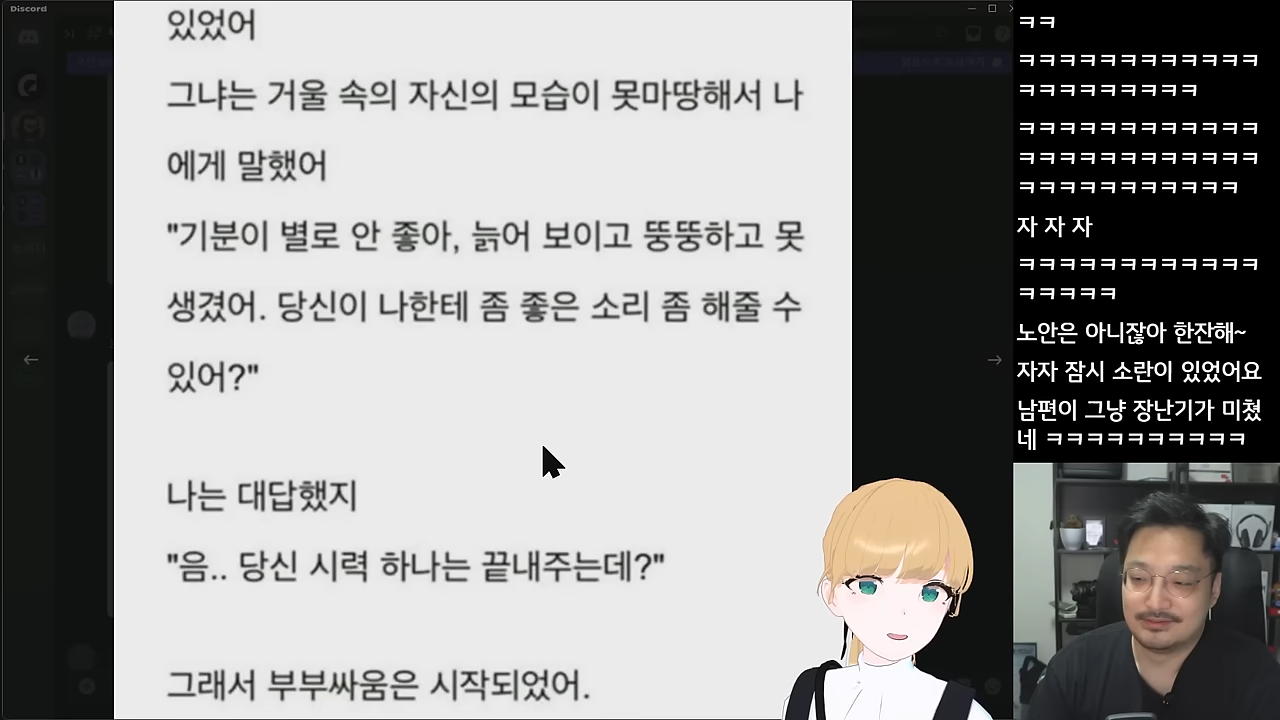 Discord
있었어
그냐는 거울 속의 자신의 모습이 못마땅해서 나
에게 말했어
"기분이 별로 안 좋아, 늙어 보이고 뚱뚱하고 못
생겼어. 당신이 나한테 좀 좋은 소리 좀 해줄 수
있어?"
나는 대답했지
"음.. 당신 시력 하나는 끝내주는데?"
그래서 부부싸움은 시작되었어.
ㅋㅋ
ㅋㅋㅋㅋㅋㅋㅋㅋㅋㅋㅋㅋ
ㅋㅋㅋㅋㅋㅋㅋㅋㅋ
ㅋㅋㅋㅋㅋㅋㅋㅋㅋㅋㅋㅋ
ㅋㅋㅋㅋㅋㅋㅋㅋㅋㅋㅋㅋ
ㅋㅋㅋㅋㅋㅋㅋㅋㅋㅋㅋ
자 자 자
ㅋㅋㅋㅋㅋㅋㅋㅋㅋㅋㅋㅋ
ㅋㅋㅋㅋㅋ
노안은 아니잖아 한잔해~
자자 잠시 소란이 있었어요
남편이 그냥 장난기가 미쳤
네 ㅋㅋㅋㅋㅋㅋㅋㅋㅋㅋ